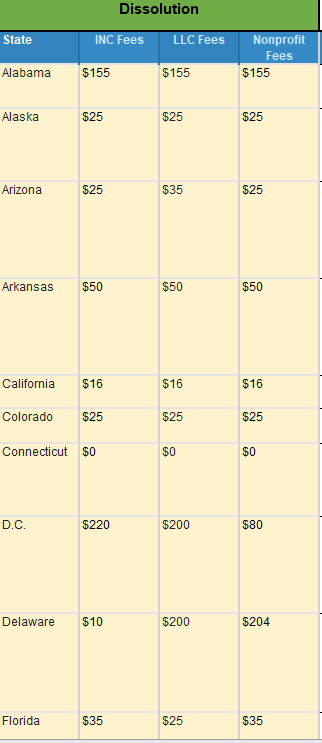 Dissolution
State INC Fees LLC Fees Nonprofit
Fees
Alabama $155 $155 $155
Alaska $25 $25 $25
Arizona $25 $35 $25
Arkansas $50 $50 $50
California $16 $16 $16
Colorado $25 $25 $25
Connecticut $0 $0 $0
D.C. $220 $200 $80
Delaware $10 $200 $204
Florida $35 $25 $35